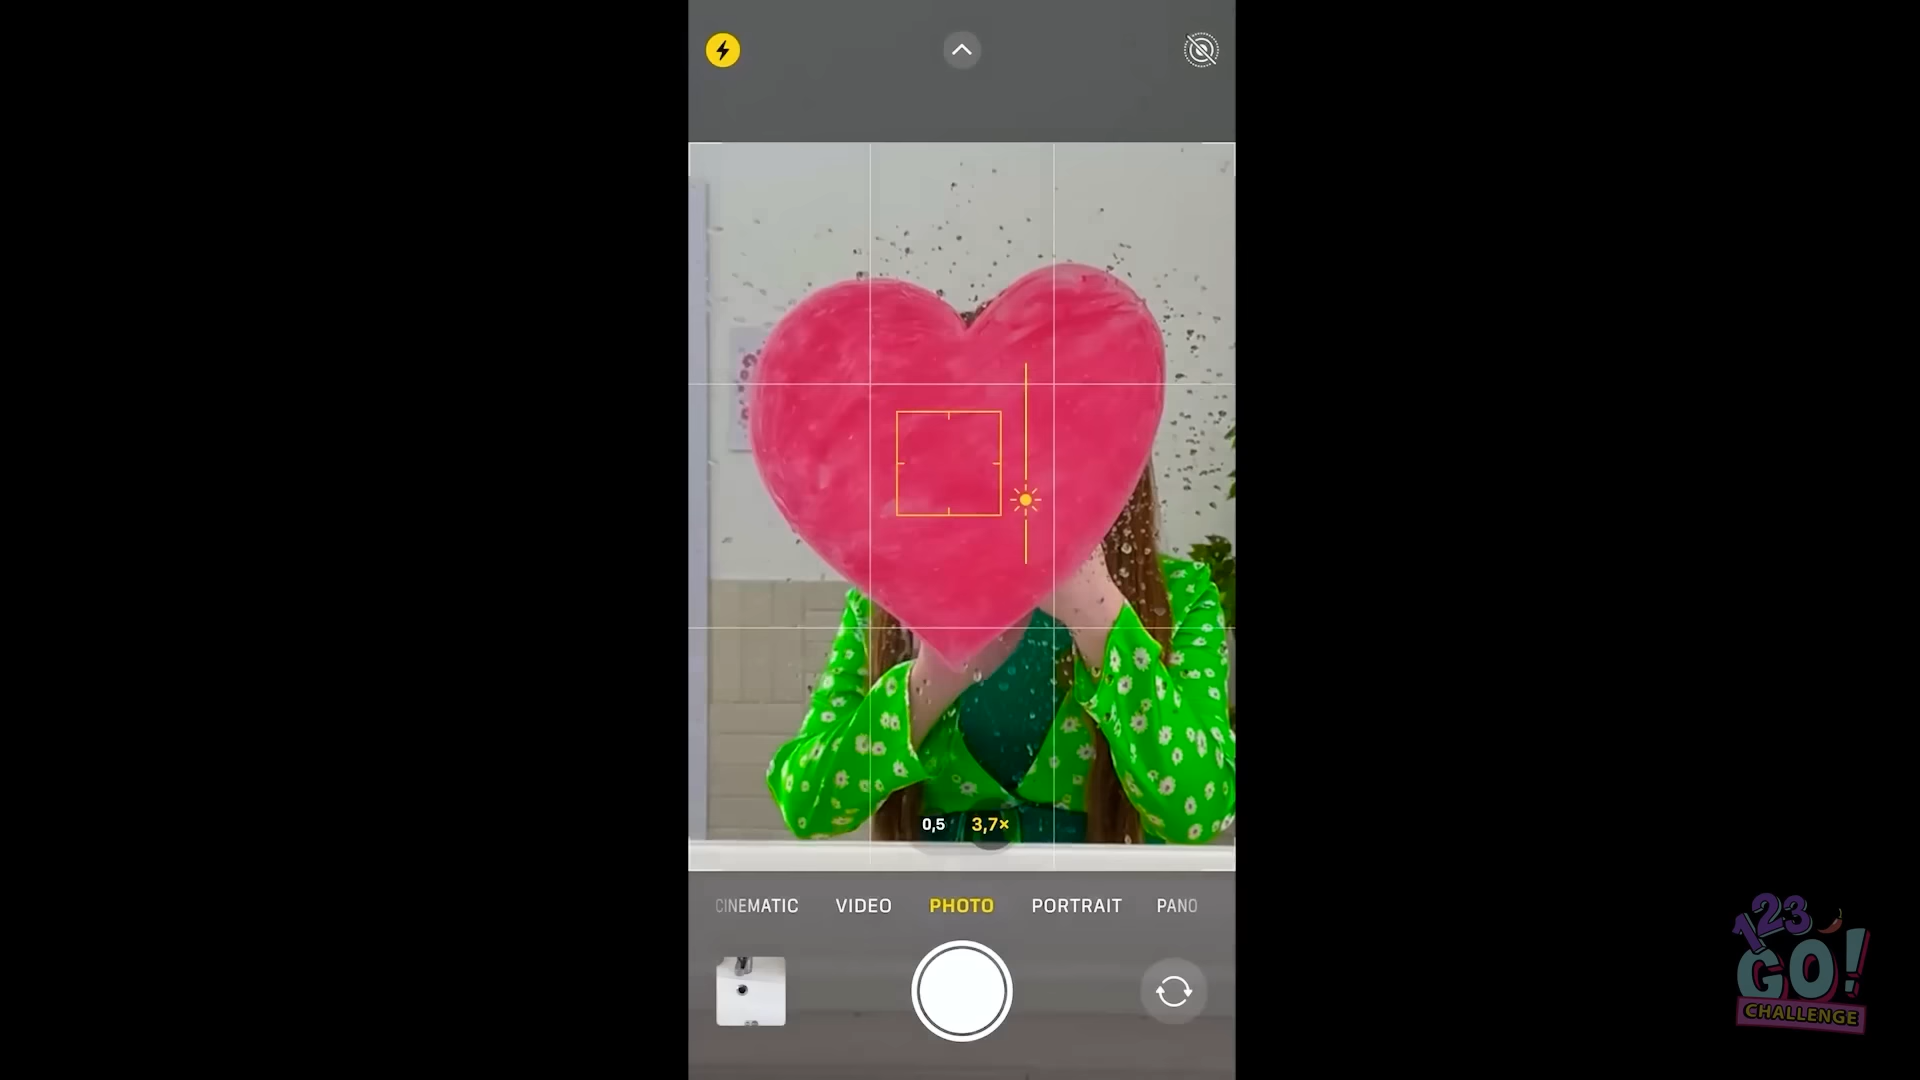 0,5 3,7×
CINEMATIC VIDEO PHOTO PORTRAIT PANO
123
GO!
CHALLENGE